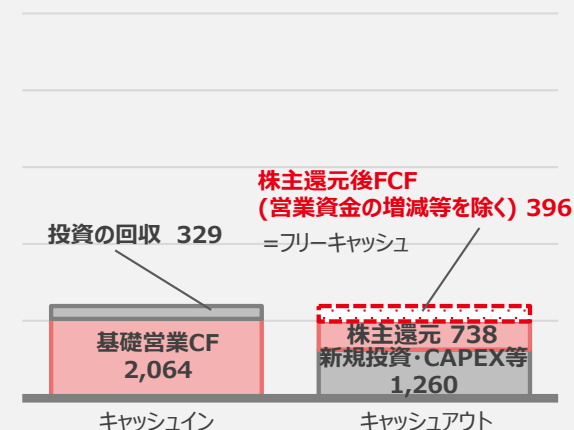 株主還元後FCF
(営業資金の増減等を除く) 396
投資の回収 329
=フリーキャッシュ
基礎営業CF
2,064
株主還元 738
新規投資・CAPEX等
1,260
キャッシュイン
キャッシュアウト